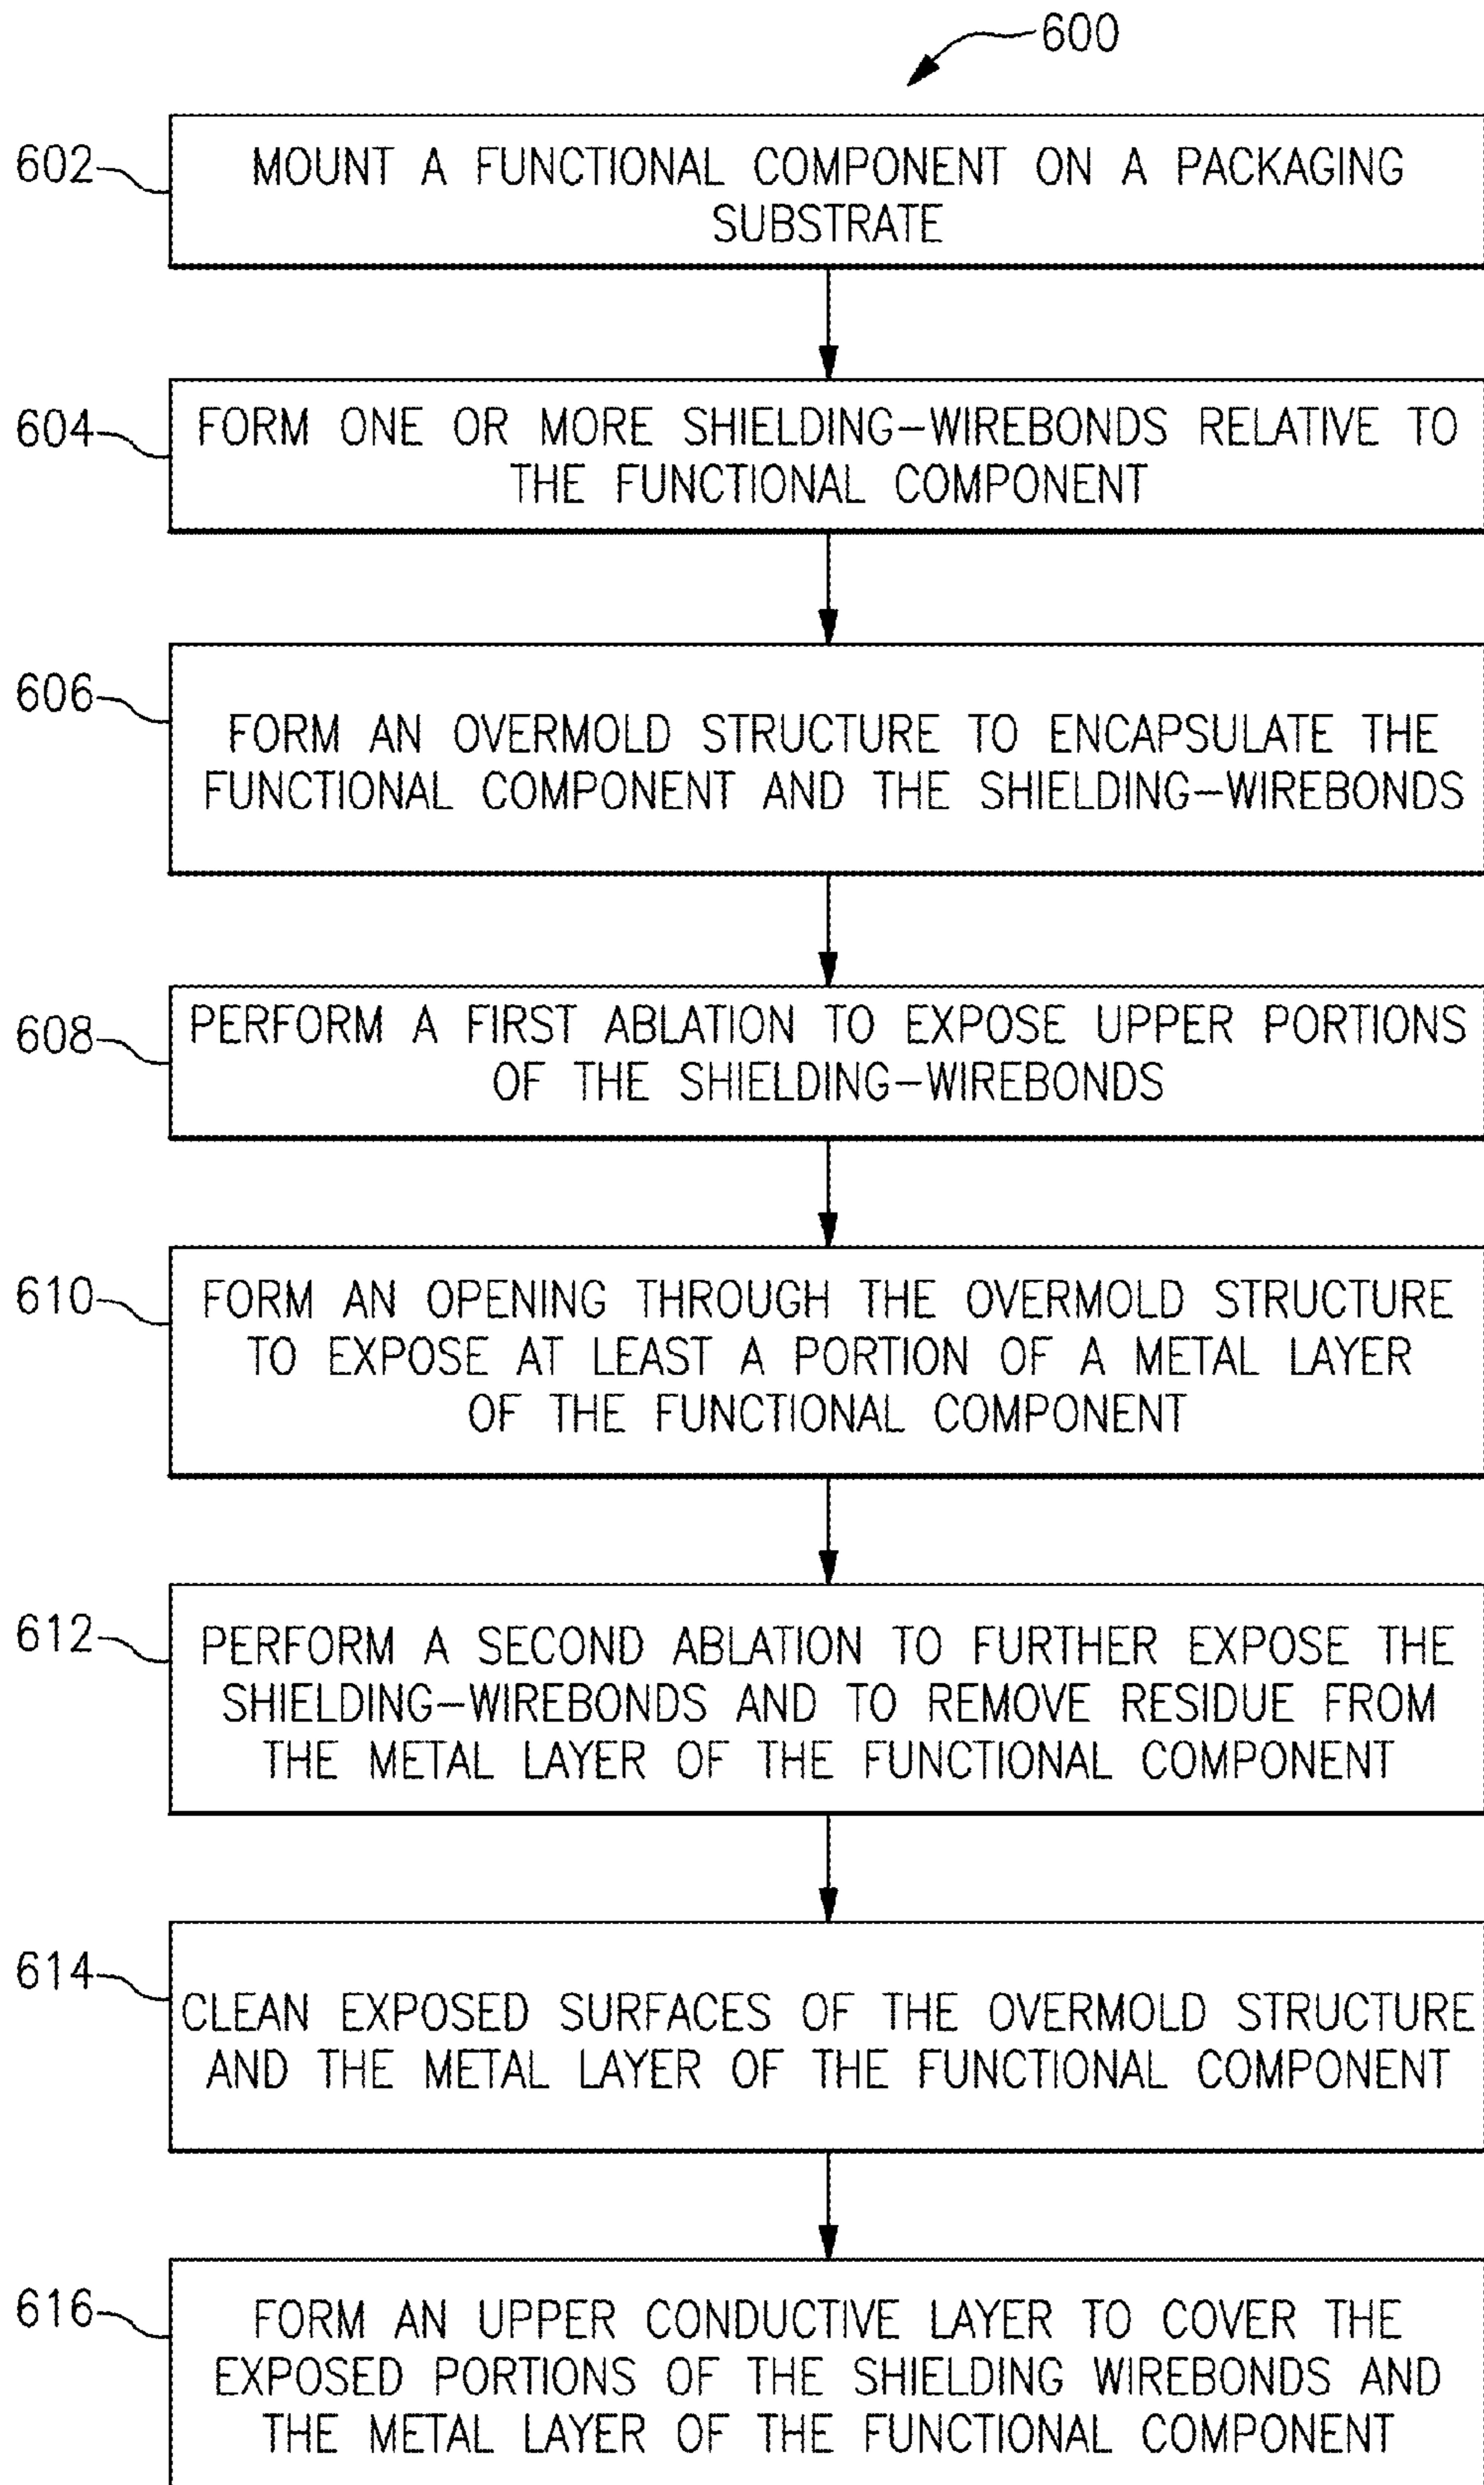 600
602
MOUNT A FUNCTIONAL COMPONENT ON A PACKAGING
SUBSTRATE
604
FORM ONE OR MORE SHIELDING-WIREBONDS RELATIVE TO
THE FUNCTIONAL COMPONENT
606
FORM AN OVERMOLD STRUCTURE TO ENCAPSULATE THE
FUNCTIONAL COMPONENT AND THE SHIELDING-WIREBONDS
608
PERFORM A FIRST ABLATION TO EXPOSE UPPER PORTIONS
OF THE SHIELDING-WIREBONDS
610
FORM AN OPENING THROUGH THE OVERMOLD STRUCTURE
TO EXPOSE AT LEAST A PORTION OF A METAL LAYER
OF THE FUNCTIONAL COMPONENT
612
PERFORM A SECOND ABLATION TO FURTHER EXPOSE THE
SHIELDING-WIREBONDS AND TO REMOVE RESIDUE FROM
THE METAL LAYER OF THE FUNCTIONAL COMPONENT
614
CLEAN EXPOSED SURFACES OF THE OVERMOLD STRUCTURE
AND THE METAL LAYER OF THE FUNCTIONAL COMPONENT
616
FORM AN UPPER CONDUCTIVE LAYER TO COVER THE
EXPOSED PORTIONS OF THE SHIELDING WIREBONDS AND
THE METAL LAYER OF THE FUNCTIONAL COMPONENT